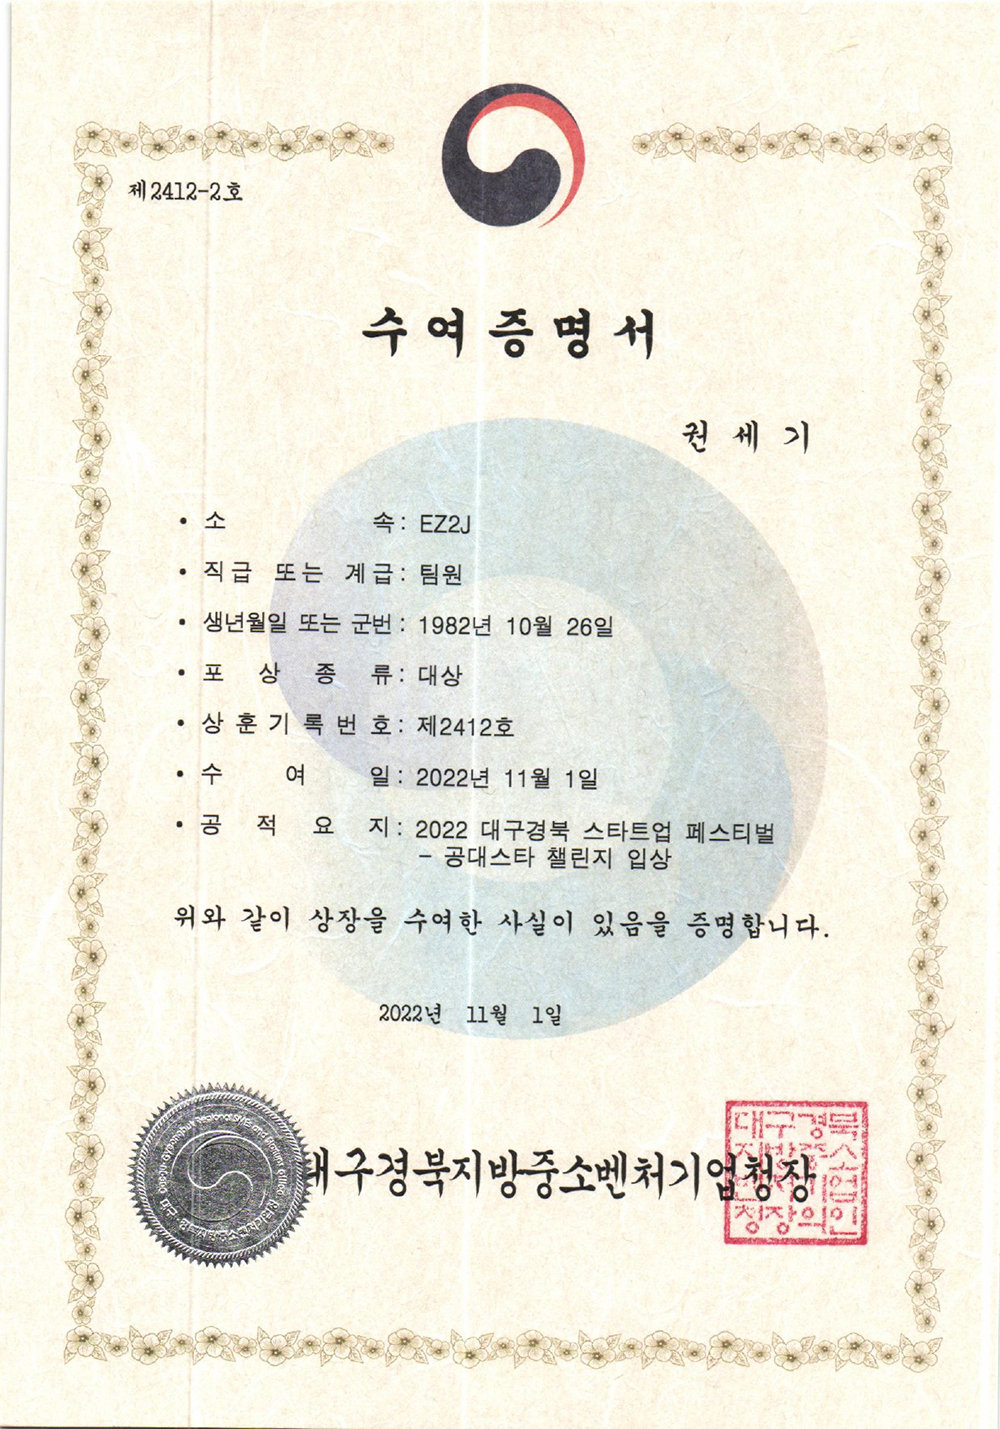 제2412-2호
수여증명서
권세기
• 소 속 : EZ2J
• 직급 또는 계급 : 팀원
• 생년월일 또는 군번 : 1982년 10월 26일
• 포 상 종 류 : 대상
• 상 훈 기 록 번 호 : 제2412호
• 수 여 일 : 2022년 11월 1일
• 공 적 요 지 : 2022 대구경북 스타트업 페스티벌
- 공대스타 챌린지 입상
위와 같이 상장을 수여한 사실이 있음을 증명합니다.
2022년 11월 1일
대구경북지방중소벤처기업청장
대구경북
지방중소
벤처기업
청장의인